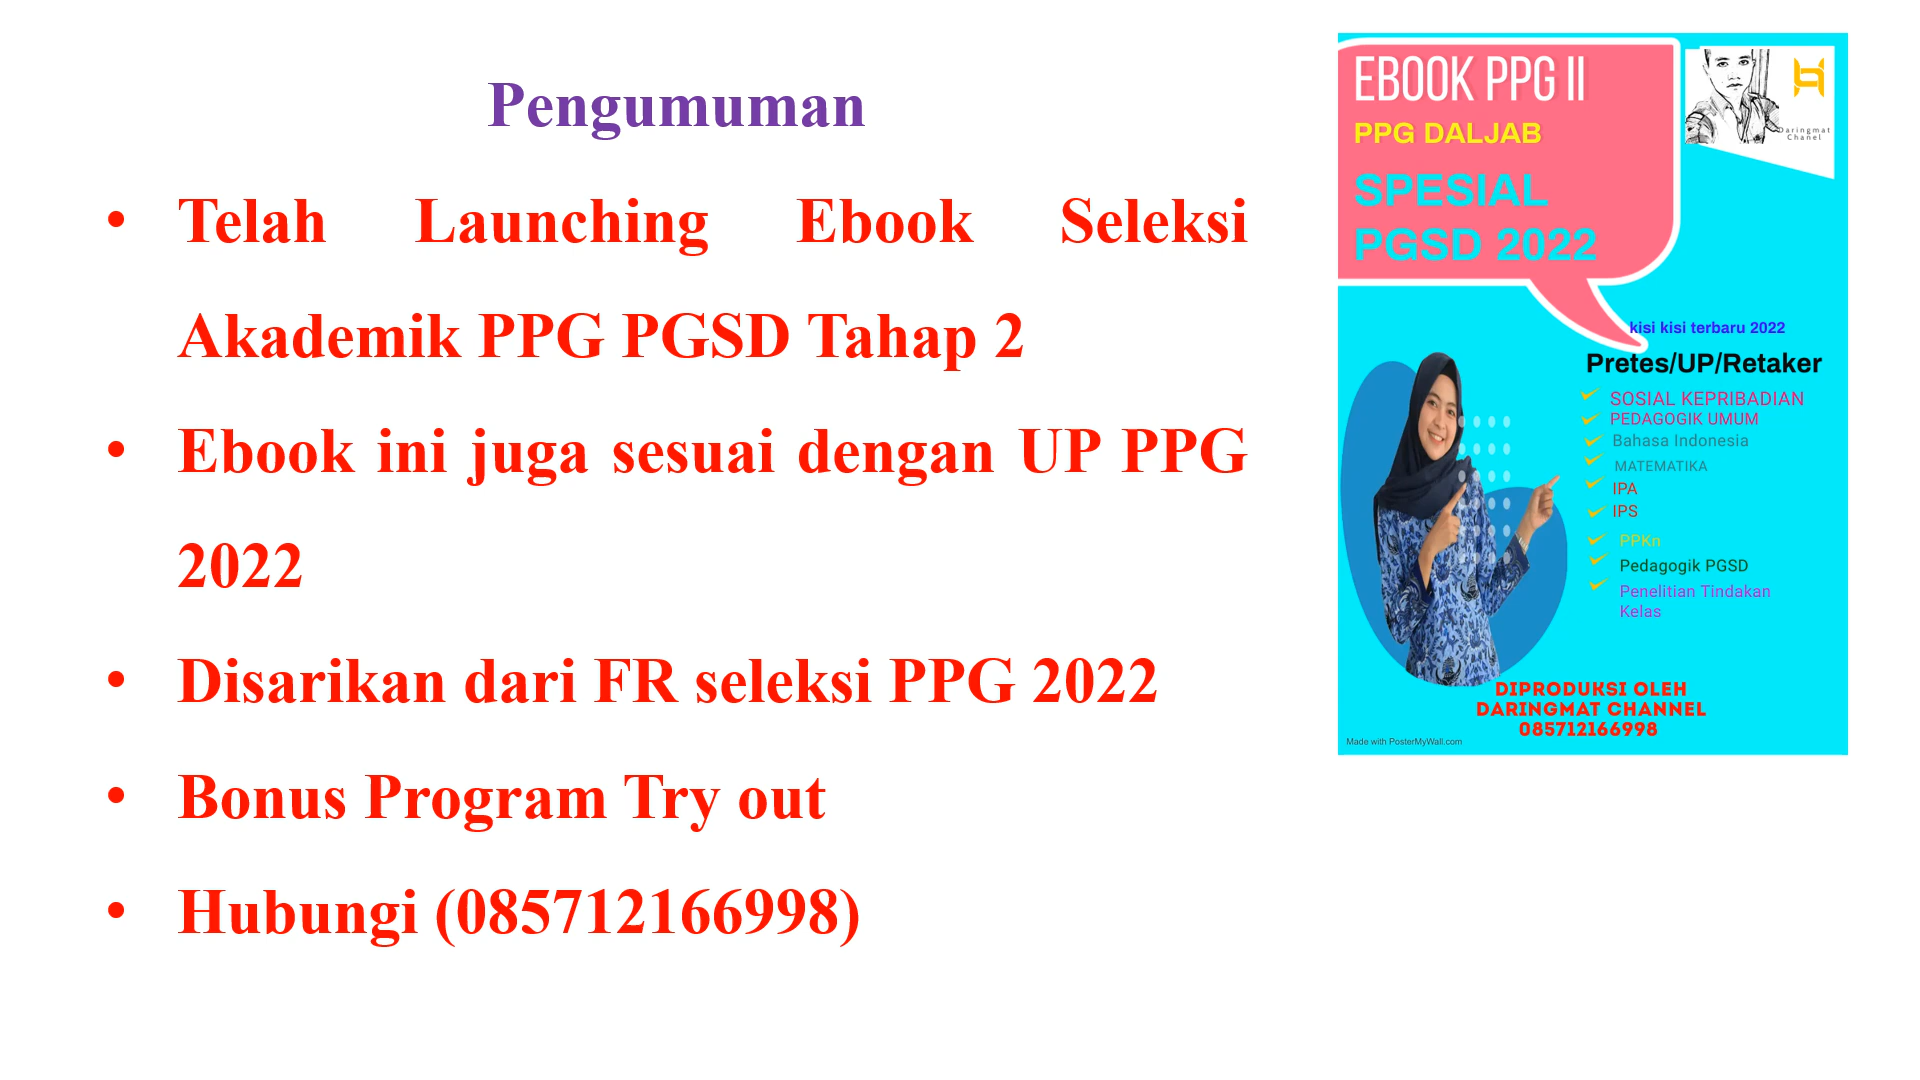 Pengumuman
• Telah Launching Ebook Seleksi
Akademik PPG PGSD Tahap 2
• Ebook ini juga sesuai dengan UP PPG
2022
• Disarikan dari FR seleksi PPG 2022
• Bonus Program Try out
• Hubungi (085712166998)
EBOOK PPG II
PPG DALJAB
SPESIAL
PGSD 2022
Daringmat
Chanel
kisi kisi terbaru 2022
Pretes/UP/Retaker
SOSIAL KEPRIBADIAN
PEDAGOGIK UMUM
Bahasa Indonesia
MATEMATIKA
IPA
IPS
PPKn
Pedagogik PGSD
Penelitian Tindakan
Kelas
DIPRODUKSI OLEH
DARINGMAT CHANNEL
085712166998
Made with PosterMyWall.com